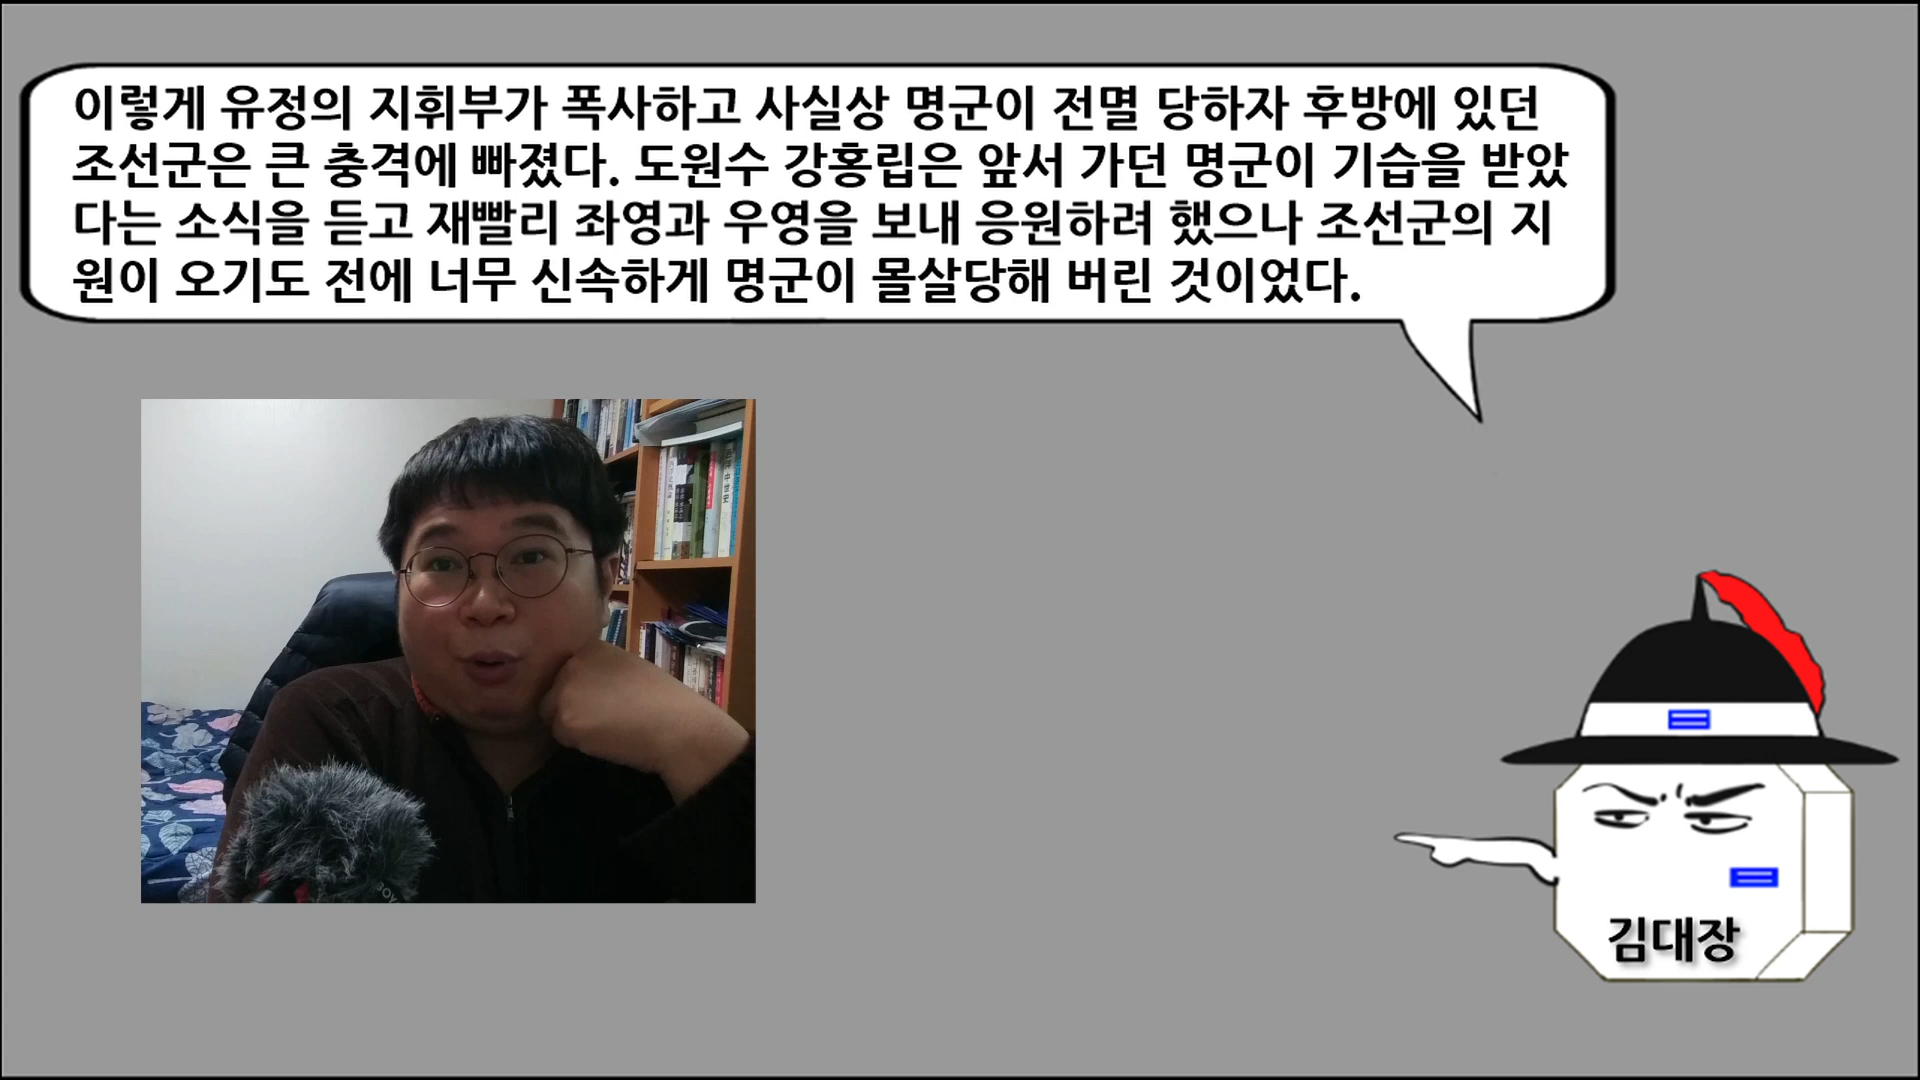 이렇게 유정의 지휘부가 폭사하고 사실상 명군이 전멸 당하자 후방에 있던
조선군은 큰 충격에 빠졌다. 도원수 강홍립은 앞서 가던 명군이 기습을 받았
다는 소식을 듣고 재빨리 좌영과 우영을 보내 응원하려 했으나 조선군의 지
원이 오기도 전에 너무 신속하게 명군이 몰살당해 버린 것이었다.
中世史
BOY
김대장